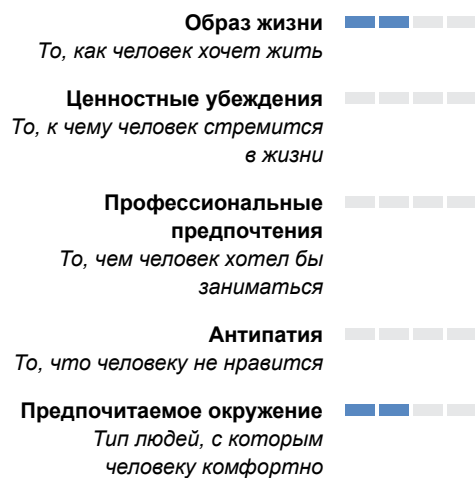 Образ жизни
То, как человек хочет жить
Ценностные убеждения
То, к чему человек стремится
в жизни
Профессиональные
предпочтения
То, чем человек хотел бы
заниматься
Антипатия
То, что человеку не нравится
Предпочитаемое окружение
Тип людей, с которым
человеку комфортно